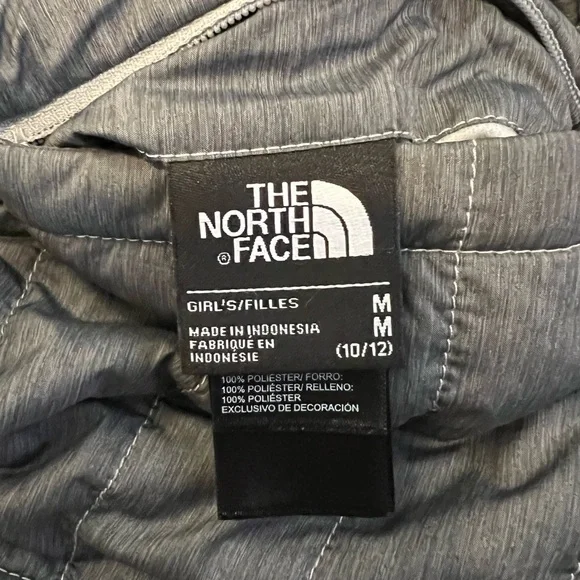 THE
NORTH
® FACE
GIRL'S/FILLES M
MADE IN INDONESIA M
FABRIQUÉ EN
INDONÉSIE (10/12)
100% POLIÉSTER/ FORRO:
100% POLIÉSTER/ RELLENO:
100% POLIÉSTER
EXCLUSIVO DE DECORACIÓN